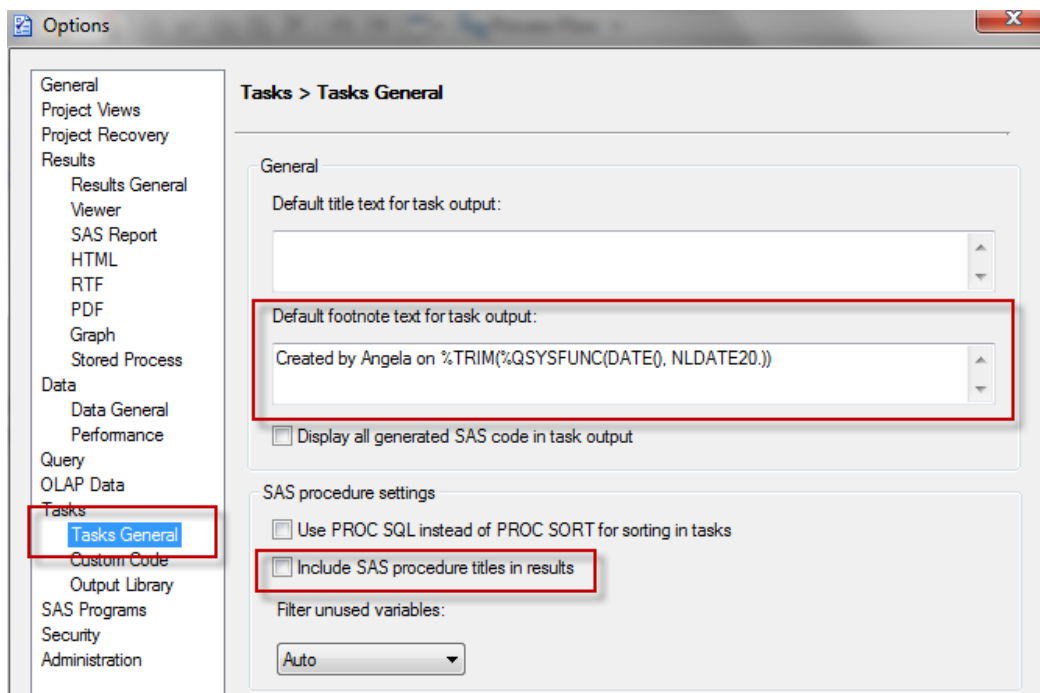 Options
x
General
Project Views
Project Recovery
Results
Results General
Viewer
SAS Report
HTML
RTF
PDF
Graph
Stored Process
Data
Data General
Performance
Query
OLAP Data
Tasks
Tasks General
Custom Code
Output Library
SAS Programs
Security
Administration
Tasks > Tasks General
General
Default title text for task output:
Default footnote text for task output:
Created by Angela on %TRIM(%QSYSFUNC(DATE(), NLDATE20.))
Display all generated SAS code in task output
SAS procedure settings
Use PROC SQL instead of PROC SORT for sorting in tasks
Include SAS procedure titles in results
Filter unused variables:
Auto